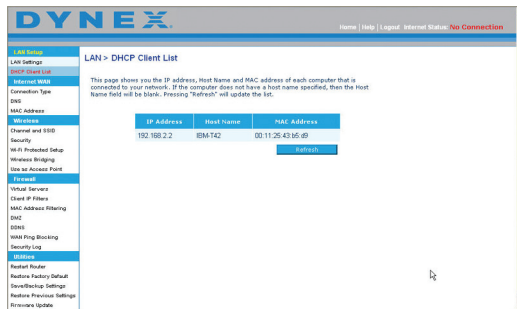 DYNEX
Home | Help | Logout Internet Status: No Connection
LAN Setup
LAN Settings
DHCP Client List
Internet WAN
Connection Type
DNS
MAC Address
Wireless
Channel and SSID
Security
Wi-Fi Protected Setup
Wireless Bridging
Use as Access Point
Firewall
Virtual Servers
Client IP Filters
MAC Address Filtering
DMZ
DDNS
WAN Ping Blocking
Security Log
Utilities
Restart Router
Restore Factory Default
Save/Backup Settings
Restore Previous Settings
Firmware Update
LAN > DHCP Client List
This page shows you the IP address, Host Name and MAC address of each computer that is
connected to your network. If the computer does not have a host name specified, then the Host
Name field will be blank. Pressing "Refresh" will update the list.
IP Address Host Name MAC Address
192.168.2.2 IBM-T42 00:11:25:43:b5:d9
Refresh